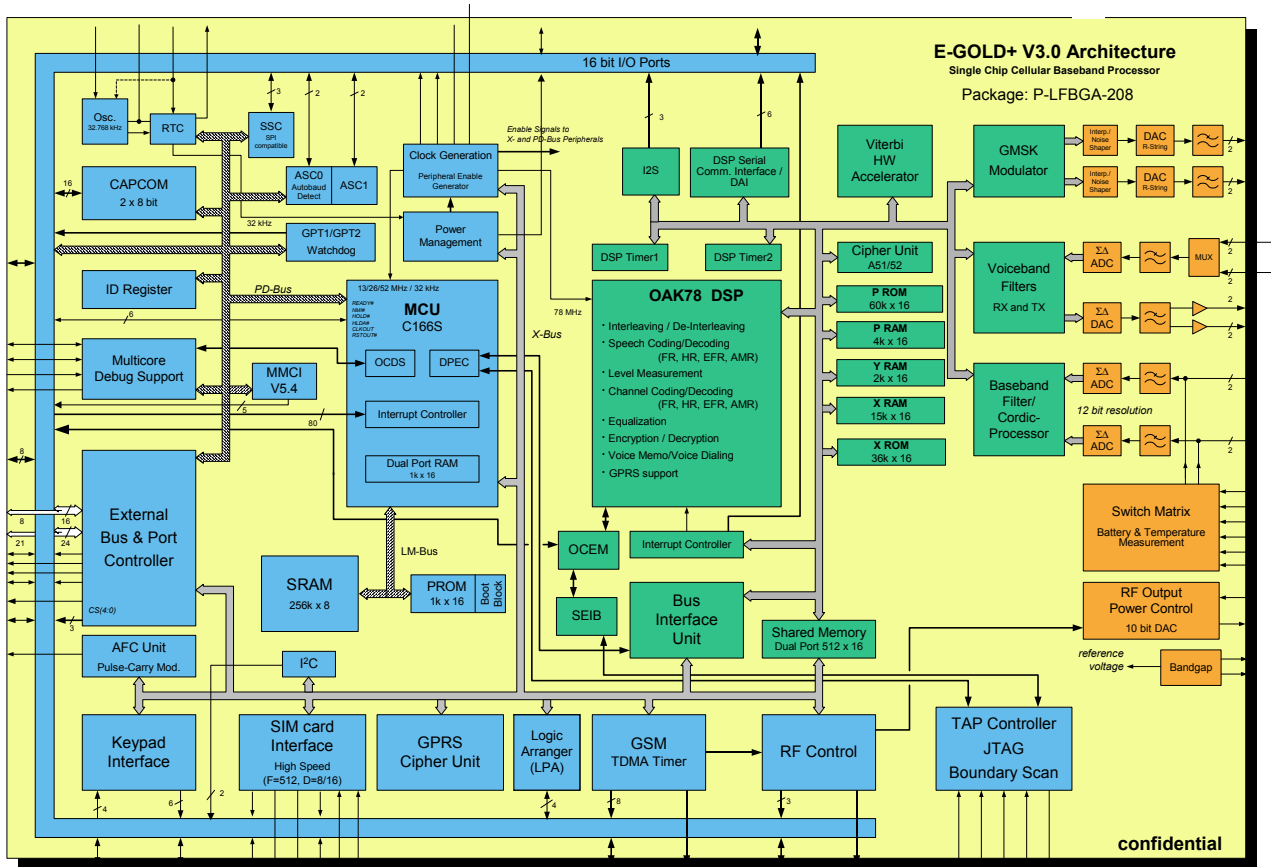 E-GOLD+ V3.0 Architecture
Single Chip Cellular Baseband Processor
Package: P-LFBGA-208
16 bit I/O Ports
3
2
2
3
6
Osc.
32.768 kHz
RTC
SSC
SPI
compatible
Enable Signals to
X- and PD-Bus Peripherals
Clock Generation
Peripheral Enable
Generator
I2S
DSP Serial
Comm. Interface /
DAI
Viterbi
HW
Accelerator
GMSK
Modulator
Interp./
Noise
Shaper
DAC
R-String
2
Interp./
Noise
Shaper
DAC
R-String
2
16
CAPCOM
2 x 8 bit
ASC0
Autobaud
Detect
ASC1
32 kHz
GPT1/GPT2
Watchdog
Power
Management
DSP Timer1
DSP Timer2
Cipher Unit
A51/52
Voiceband
Filters
RX and TX
ΣΔ
ADC
MUX
2
2
ΣΔ
DAC
2
2
ID Register
PD-Bus
6
13/26/52 MHz / 32 kHz
READY#
NMI#
HOLD#
HLDA#
CLKOUT
RSTOUT#
MCU
C166S
X-Bus
78 MHz
OAK78 DSP
· Interleaving / De-Interleaving
· Speech Coding/Decoding
(FR, HR, EFR, AMR)
· Level Measurement
· Channel Coding/Decoding
(FR, HR, EFR, AMR)
· Equalization
· Encryption / Decryption
· Voice Memo/Voice Dialing
· GPRS support
P ROM
60k x 16
P RAM
4k x 16
Y RAM
2k x 16
X RAM
15k x 16
X ROM
36k x 16
Baseband
Filter/
Cordic-
Processor
ΣΔ
ADC
2
12 bit resolution
ΣΔ
ADC
2
Multicore
Debug Support
MMCI
V5.4
OCDS
DPEC
5
80
Interrupt Controller
Dual Port RAM
1k x 16
8
8
16
21
24
External
Bus & Port
Controller
CS(4:0)
3
LM-Bus
SRAM
256k x 8
PROM
1k x 16
Boot
Block
OCEM
Interrupt Controller
SEIB
Bus
Interface
Unit
Shared Memory
Dual Port 512 x 16
Switch Matrix
Battery & Temperature
Measurement
RF Output
Power Control
10 bit DAC
reference
voltage
Bandgap
AFC Unit
Pulse-Carry Mod.
I²C
Keypad
Interface
SIM card
Interface
High Speed
(F=512, D=8/16)
GPRS
Cipher Unit
Logic
Arranger
(LPA)
GSM
TDMA Timer
RF Control
TAP Controller
JTAG
Boundary Scan
4
6
2
4
8
3
confidential